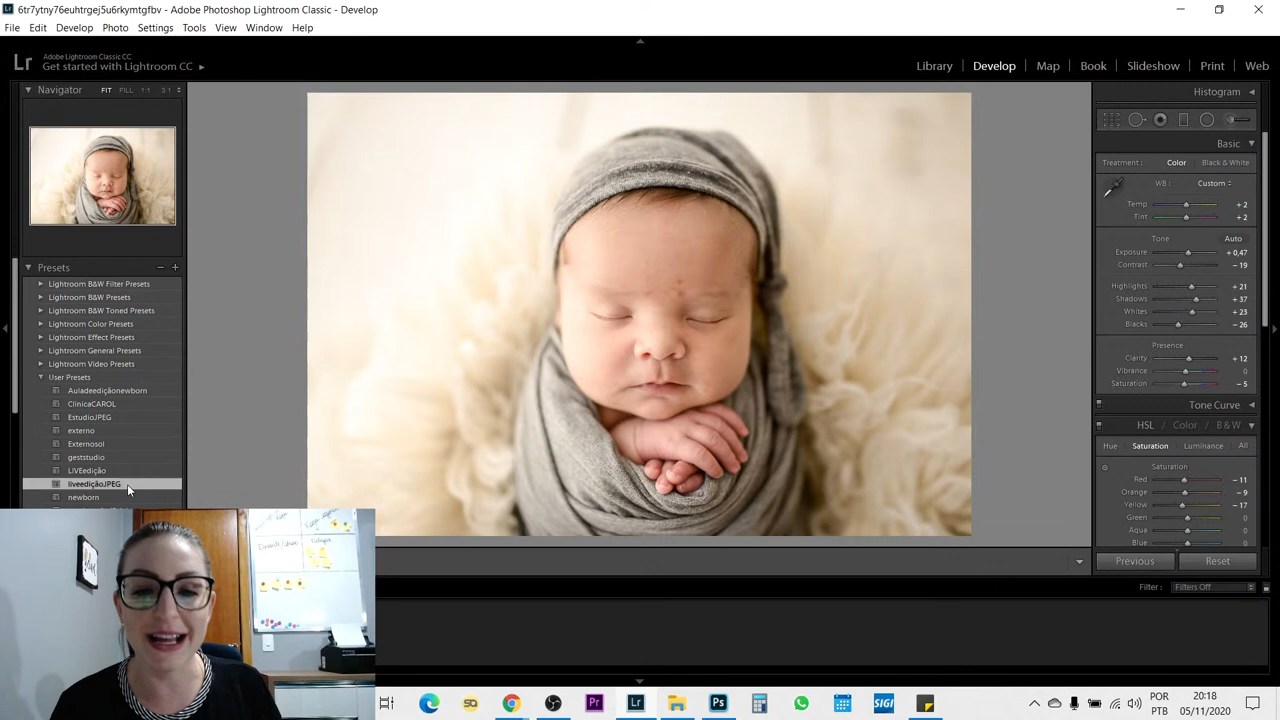 6tr7ytny76euhtrgej5u6rkymtgfbv - Adobe Photoshop Lightroom Classic - Develop
File Edit Develop Photo Settings Tools View Window Help
Lr
Adobe Lightroom Classic CC
Get started with Lightroom CC
Library Develop Map Book Slideshow Print Web
Navigator FIT FILL 1:1 3:1
Presets
Lightroom B&W Filter Presets
Lightroom B&W Presets
Lightroom B&W Toned Presets
Lightroom Color Presets
Lightroom Effect Presets
Lightroom General Presets
Lightroom Video Presets
User Presets
Auladeediçãonewborn
ClinicaCAROL
EstudioJPEG
externo
Externosol
geststudio
LIVEedição
liveediçãoJPEG
newborn
Histogram
Basic
Treatment: Color Black & White
WB: Custom
Temp +2
Tint +2
Tone Auto
Exposure +0,47
Contrast -19
Highlights +21
Shadows +37
Whites +23
Blacks -26
Presence
Clarity +12
Vibrance 0
Saturation -5
Tone Curve
HSL / Color / B & W
Hue Saturation Luminance All
Saturation
Red -11
Orange -9
Yellow -17
Green 0
Aqua 0
Blue 0
Previous Reset
Filter: Filters Off
Pr Lr Ps SIGI
POR
PTB
20:18
05/11/2020